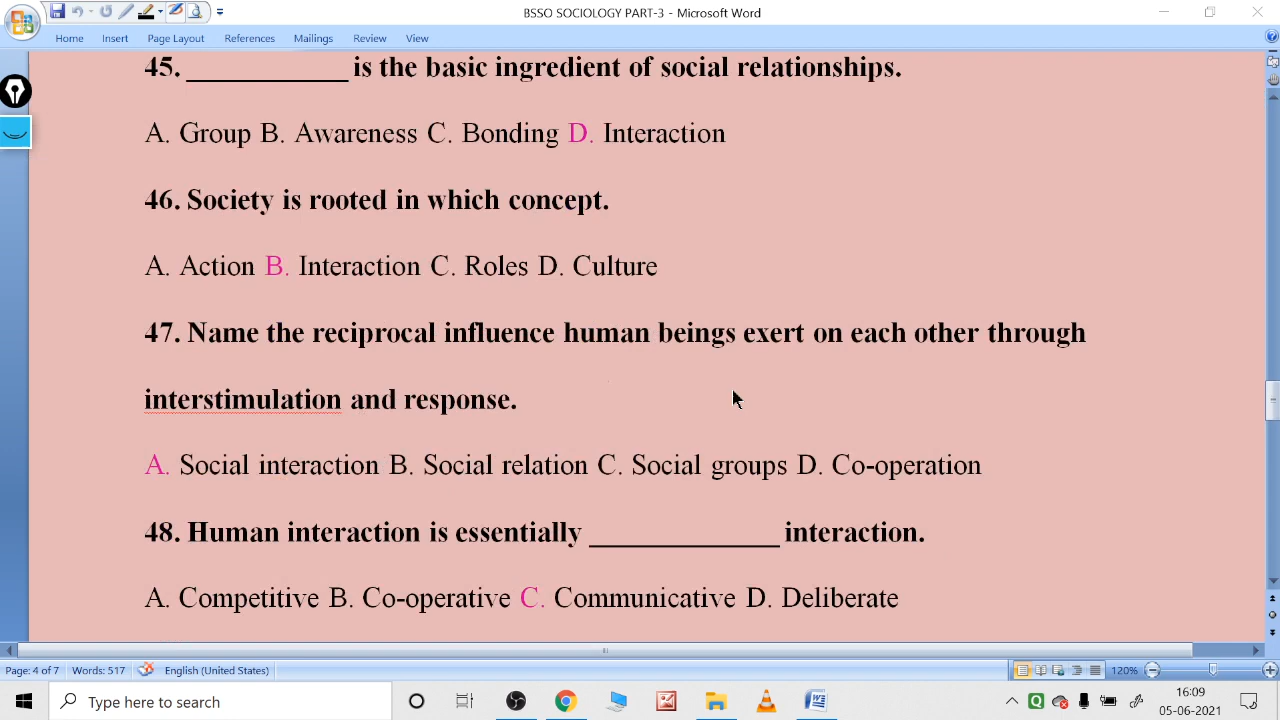 BSSO SOCIOLOGY PART-3 - Microsoft Word
Home Insert Page Layout References Mailings Review View
45. ____________ is the basic ingredient of social relationships.
A. Group B. Awareness C. Bonding D. Interaction
46. Society is rooted in which concept.
A. Action B. Interaction C. Roles D. Culture
47. Name the reciprocal influence human beings exert on each other through
interstimulation and response.
A. Social interaction B. Social relation C. Social groups D. Co-operation
48. Human interaction is essentially ______________ interaction.
A. Competitive B. Co-operative C. Communicative D. Deliberate
Page: 4 of 7 Words: 517 English (United States) 120%
Type here to search
16:09
05-06-2021